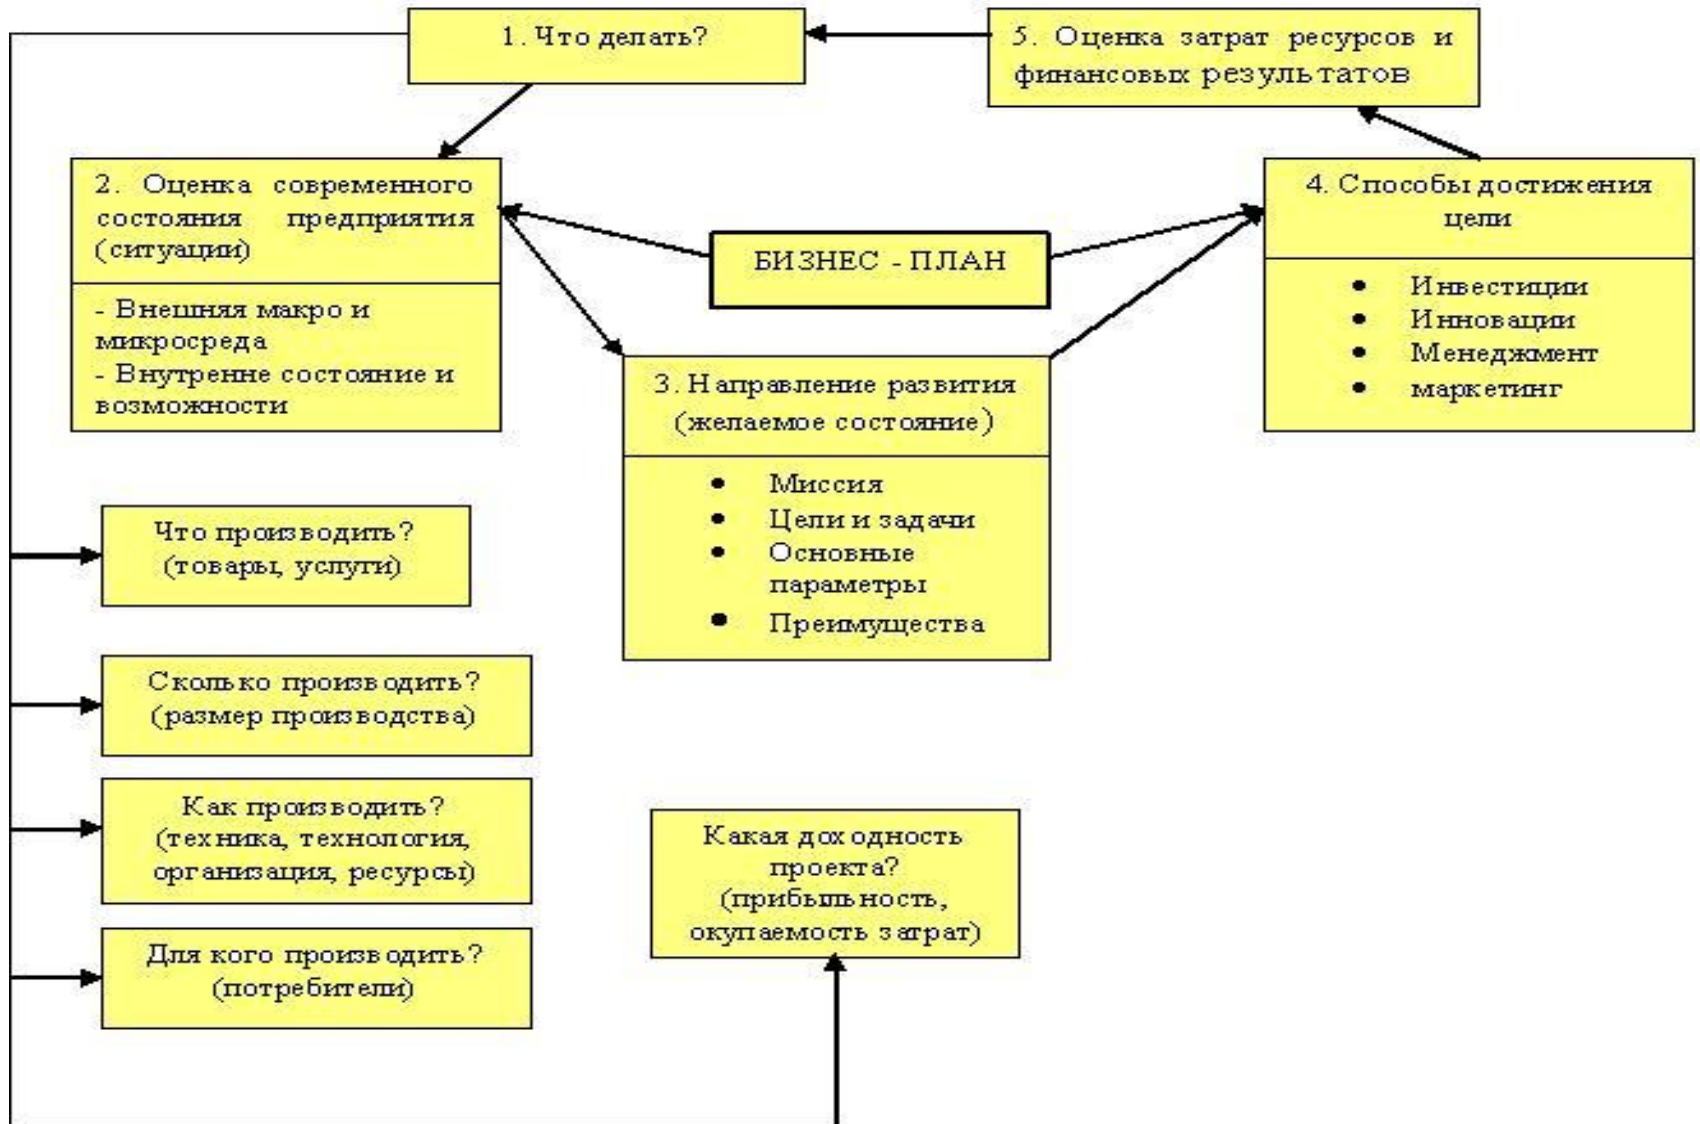 1. Что делать?
5. Оценка затрат ресурсов и
финансовых результатов
2. Оценка современного
состояния предприятия
(ситуации)
- Внешняя макро и
микросреда
- Внутренне состояние и
возможности
БИЗНЕС - ПЛАН
4. Способы достижения
цели
• Инвестиции
• Инновации
• Менеджмент
• маркетинг
3. Направление развития
(желаемое состояние)
• Миссия
• Цели и задачи
• Основные
параметры
• Преимущества
Что производить?
(товары, услуги)
Сколько производить?
(размер производства)
Как производить?
(техника, технология,
организация, ресурсы)
Для кого производить?
(потребители)
Какая доходность
проекта?
(прибыльность,
окупаемость затрат)